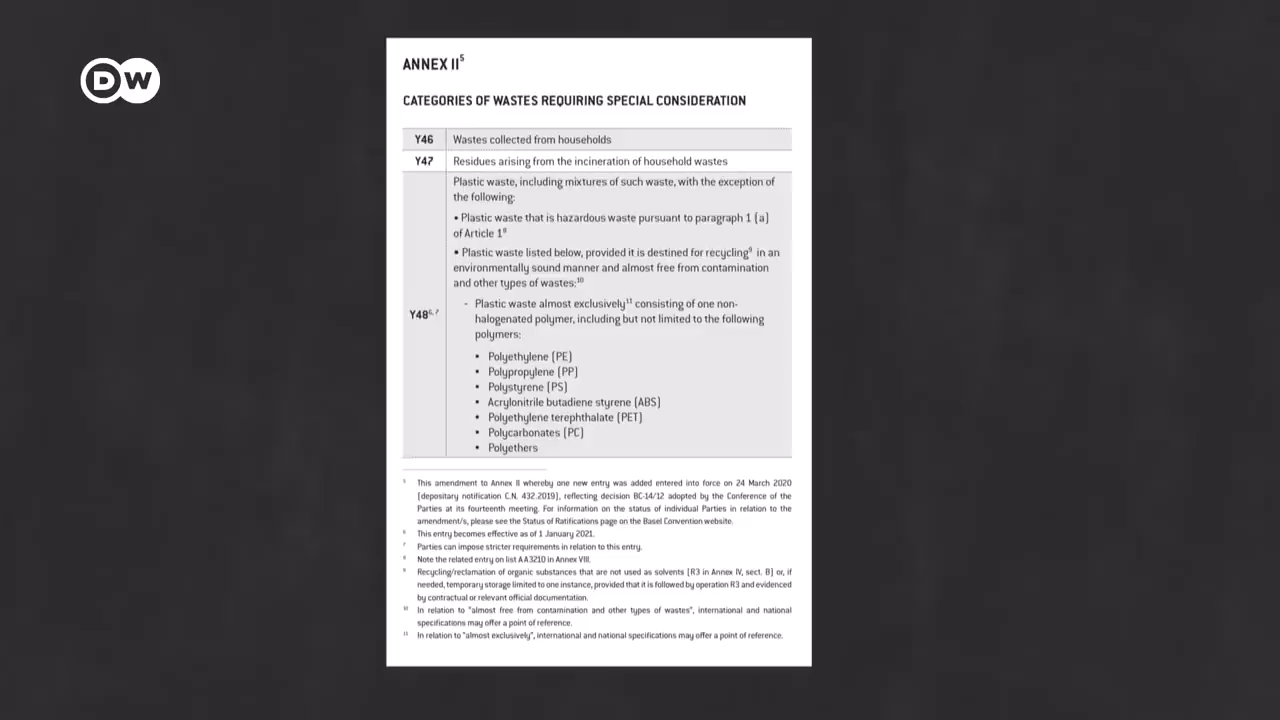 DW
ANNEX II⁵
CATEGORIES OF WASTES REQUIRING SPECIAL CONSIDERATION
Y46 Wastes collected from households
Y47 Residues arising from the incineration of household wastes
Y48⁶,⁷
Plastic waste, including mixtures of such waste, with the exception of
the following:
• Plastic waste that is hazardous waste pursuant to paragraph 1 (a)
of Article 1⁸
• Plastic waste listed below, provided it is destined for recycling⁹ in an
environmentally sound manner and almost free from contamination
and other types of wastes:¹⁰
- Plastic waste almost exclusively¹¹ consisting of one non-
halogenated polymer, including but not limited to the following
polymers:
• Polyethylene (PE)
• Polypropylene (PP)
• Polystyrene (PS)
• Acrylonitrile butadiene styrene (ABS)
• Polyethylene terephthalate (PET)
• Polycarbonates (PC)
• Polyethers
⁵ This amendment to Annex II whereby one new entry was added entered into force on 24 March 2020
(depositary notification C.N. 432.2019), reflecting decision BC-14/12 adopted by the Conference of the
Parties at its fourteenth meeting. For information on the status of individual Parties in relation to the
amendment/s, please see the Status of Ratifications page on the Basel Convention website.
⁶ This entry becomes effective as of 1 January 2021.
⁷ Parties can impose stricter requirements in relation to this entry.
⁸ Note the related entry on list A A3210 in Annex VIII.
⁹ Recycling/reclamation of organic substances that are not used as solvents (R3 in Annex IV, sect. B) or, if
needed, temporary storage limited to one instance, provided that it is followed by operation R3 and evidenced
by contractual or relevant official documentation.
¹⁰ In relation to "almost free from contamination and other types of wastes", international and national
specifications may offer a point of reference.
¹¹ In relation to "almost exclusively", international and national specifications may offer a point of reference.